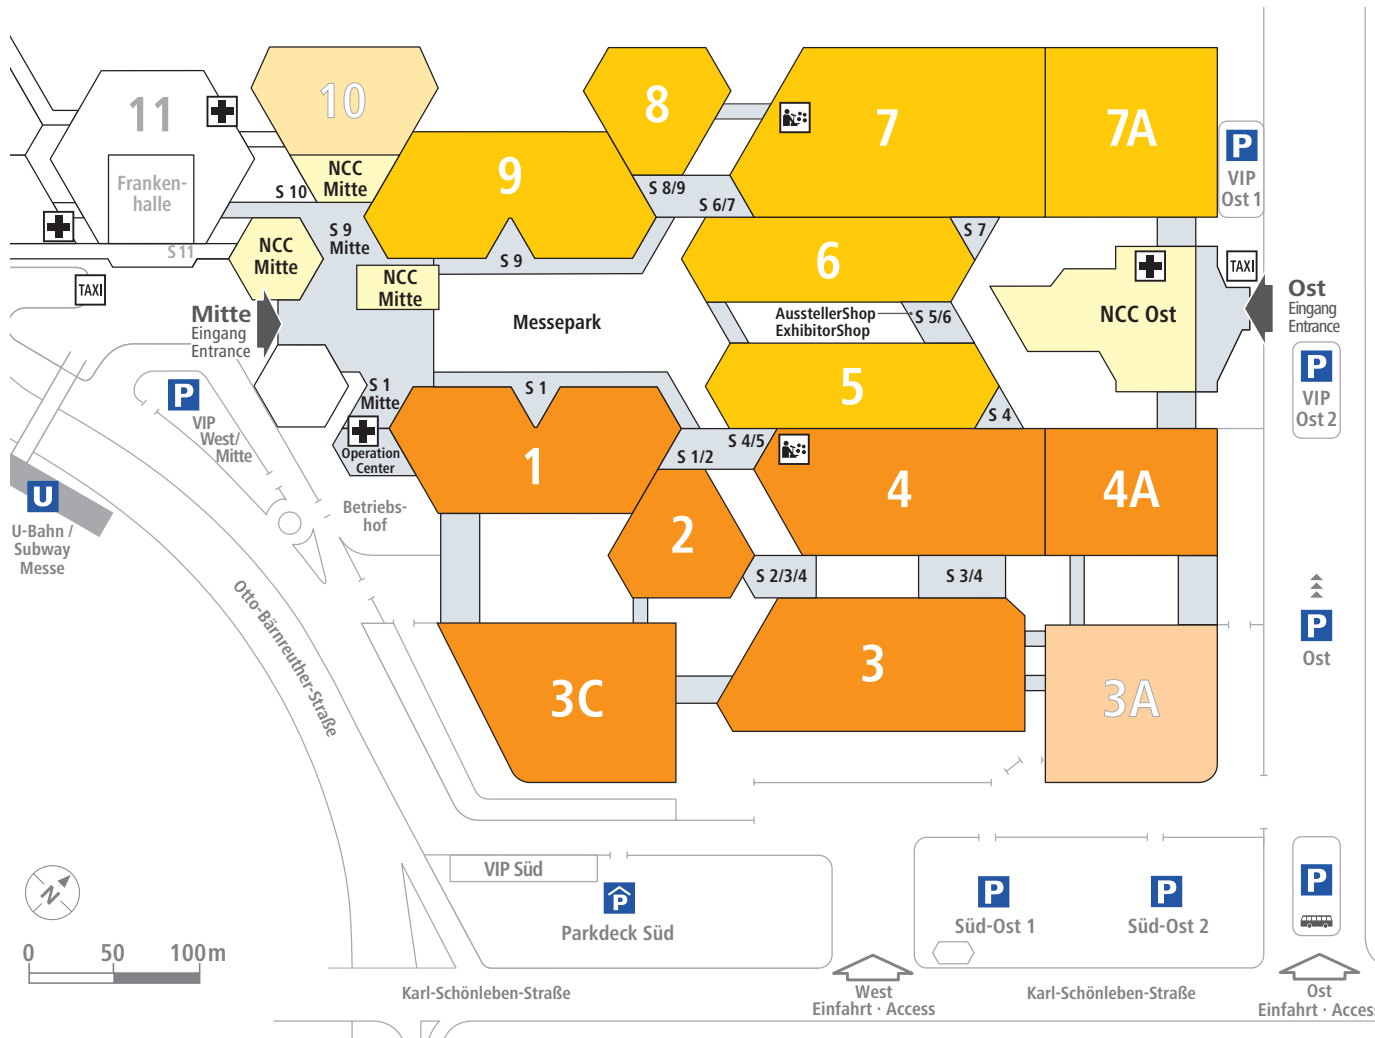 11
10
8
7
7A
P
VIP
Ost 1
Franken-
halle
NCC
Mitte
S 10
9
S 8/9
S 6/7
S 11
NCC
Mitte
S 9
Mitte
S 9
6
S 7
TAXI
NCC
Mitte
TAXI
Mitte
Eingang
Entrance
Messepark
AusstellerShop
ExhibitorShop
S 5/6
NCC Ost
Ost
Eingang
Entrance
P
VIP
West/
Mitte
S 1
Mitte
S 1
5
S 4
P
VIP
Ost 2
Operation
Center
1
S 4/5
S 1/2
4
4A
U
U-Bahn /
Subway
Messe
Betriebs-
hof
2
S 2/3/4
S 3/4
Otto-Bärnreuther-Straße
P
Ost
3C
3
3A
VIP Süd
P
Parkdeck Süd
P
Süd-Ost 1
P
Süd-Ost 2
P
N
0 50 100m
Karl-Schönleben-Straße
West
Einfahrt · Access
Karl-Schönleben-Straße
Ost
Einfahrt · Access